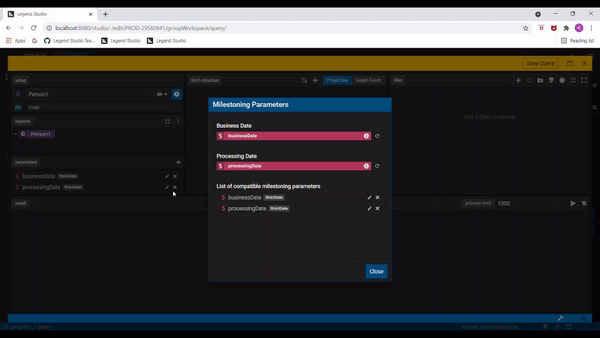 Legend Studio
localhost:8080/studio/-/edit/PROD-29580841/groupWorkspace/query/
Apps
G
Legend Studio Tex...
Legend Studio
Legend Studio
Reading list
Save Query
setup
fetch structure
Projection
Graph Fetch
filter
Person1
map
explorer
C Person1
Add a filter condition
parameters
businessDate StrictDate
processingDate StrictDate
result
preview limit 1000
Milestoning Parameters
Business Date
$ businessDate
Processing Date
$ processingDate
List of compatible milestoning parameters
$ businessDate StrictDate
$ processingDate StrictDate
Close
project1 / query
synced with workspace